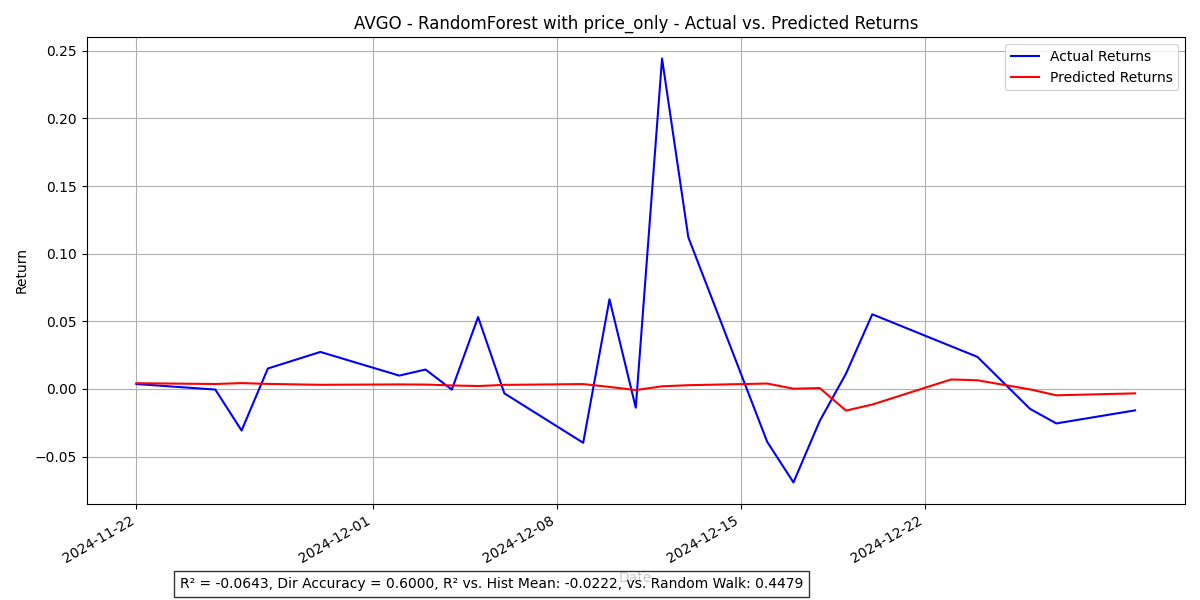 AVGO - RandomForest with price_only - Actual vs. Predicted Returns
Actual Returns
Predicted Returns
0.25
0.20
0.15
0.10
0.05
0.00
−0.05
Return
2024-11-22
2024-12-01
2024-12-08
2024-12-15
2024-12-22
Date
R² = -0.0643, Dir Accuracy = 0.6000, R² vs. Hist Mean: -0.0222, vs. Random Walk: 0.4479